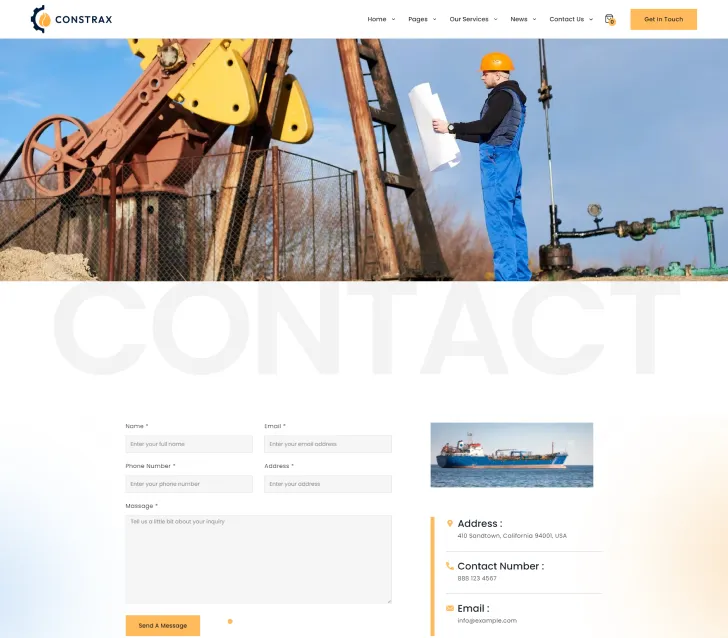 CONSTRAX
Home Pages Our Services News Contact Us 0 Get In Touch
CONTACT
Name * Email *
Enter your full name Enter your email address
Phone Number * Address *
Enter your phone number Enter your address
Message *
Tell us a little bit about your inquiry
Send A Message
Address :
410 Sandtown, California 94001, USA
Contact Number :
888 123 4567
Email :
info@example.com